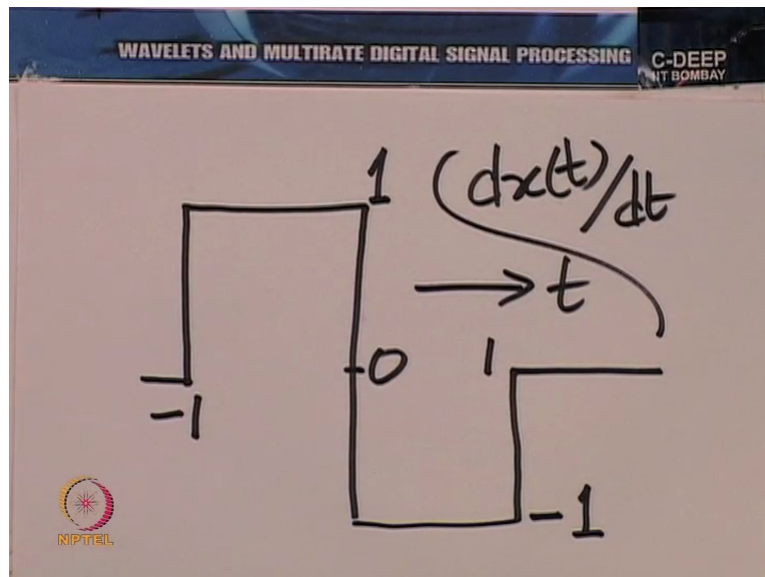 WAVELETS AND MULTIRATE DIGITAL SIGNAL PROCESSING
C-DEEP
IIT BOMBAY
1
(dx(t)/dt
t
0
1
-1
-1
NPTEL